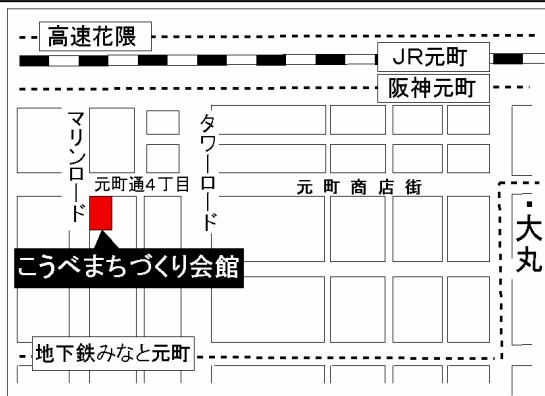 高速花隈
JR元町
阪神元町
マリンロード
タワーロード
元町通4丁目
元町商店街
・大丸
こうべまちづくり会館
地下鉄みなと元町